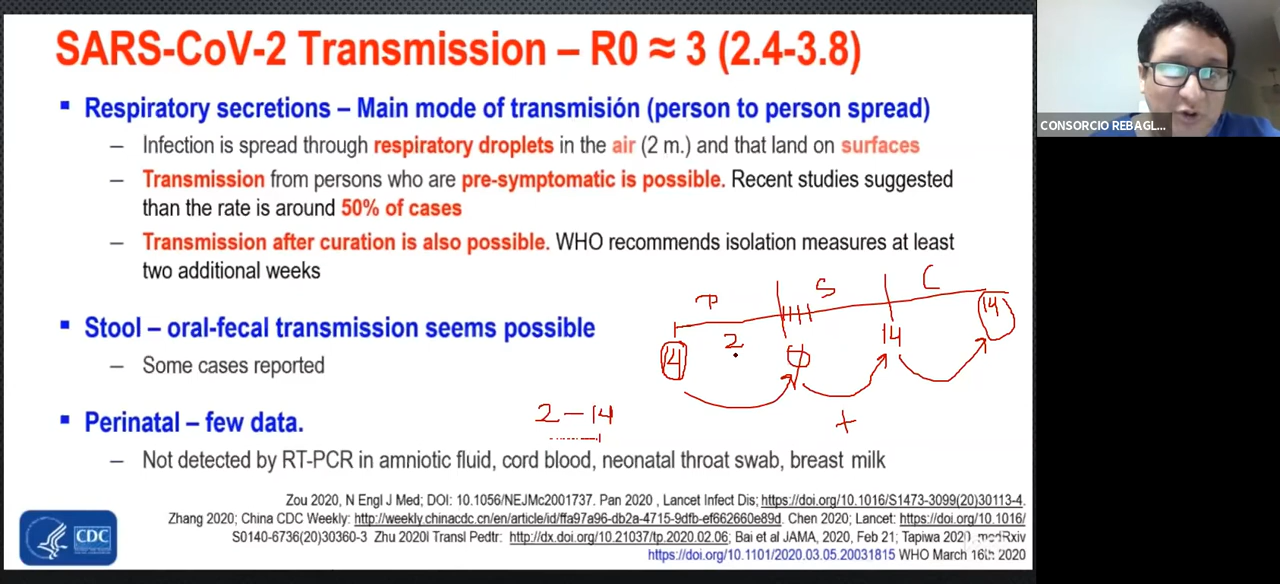 SARS-CoV-2 Transmission – R0 ≈ 3 (2.4-3.8)
CONSORCIO REBAGL...
▪ Respiratory secretions – Main mode of transmisión (person to person spread)
– Infection is spread through respiratory droplets in the air (2 m.) and that land on surfaces
– Transmission from persons who are pre-symptomatic is possible. Recent studies suggested
than the rate is around 50% of cases
– Transmission after curation is also possible. WHO recommends isolation measures at least
two additional weeks
P S C
14 2 14 14
▪ Stool – oral-fecal transmission seems possible
– Some cases reported
2 – 14
+
▪ Perinatal – few data.
– Not detected by RT-PCR in amniotic fluid, cord blood, neonatal throat swab, breast milk
Zou 2020, N Engl J Med; DOI: 10.1056/NEJMc2001737. Pan 2020 , Lancet Infect Dis; https://doi.org/10.1016/S1473-3099(20)30113-4.
Zhang 2020; China CDC Weekly: http://weekly.chinacdc.cn/en/article/id/ffa97a96-db2a-4715-9dfb-ef662660e89d. Chen 2020; Lancet: https://doi.org/10.1016/
S0140-6736(20)30360-3 Zhu 2020l Transl Pedtr: http://dx.doi.org/10.21037/tp.2020.02.06; Bai et al JAMA, 2020, Feb 21; Tapiwa 2020, medRxiv
https://doi.org/10.1101/2020.03.05.20031815 WHO March 16th 2020
CDC